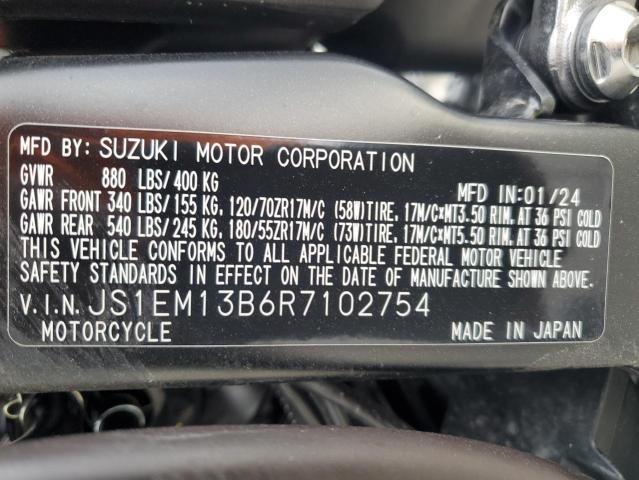 MFD BY: SUZUKI MOTOR CORPORATION
GVWR 880 LBS/400 KG MFD IN:01/24
GAWR FRONT 340 LBS/155 KG, 120/70ZR17M/C (58W)TIRE, 17M/C×MT3.50 RIM. AT 36 PSI COLD
GAWR REAR 540 LBS/245 KG, 180/55ZR17M/C (73W)TIRE, 17M/C×MT5.50 RIM. AT 36 PSI COLD
THIS VEHICLE CONFORMS TO ALL APPLICABLE FEDERAL MOTOR VEHICLE
SAFETY STANDARDS IN EFFECT ON THE DATE OF MANUFACTURE SHOWN ABOVE.
V.I.N. JS1EM13B6R7102754
MOTORCYCLE MADE IN JAPAN